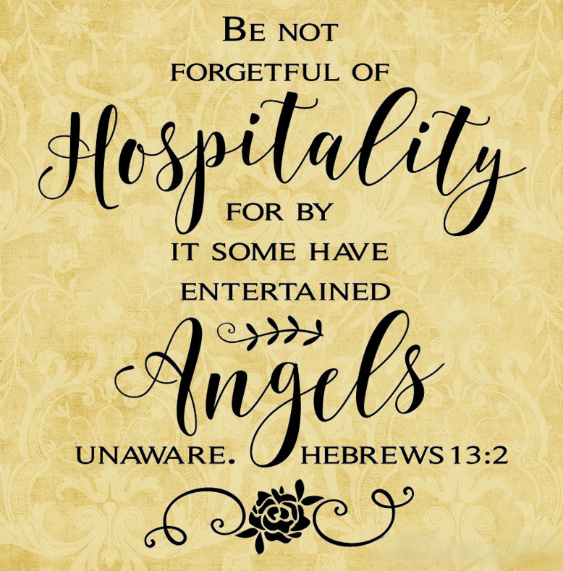 BE NOT
FORGETFUL OF
Hospitality
FOR BY
IT SOME HAVE
ENTERTAINED
Angels
UNAWARE. HEBREWS 13:2